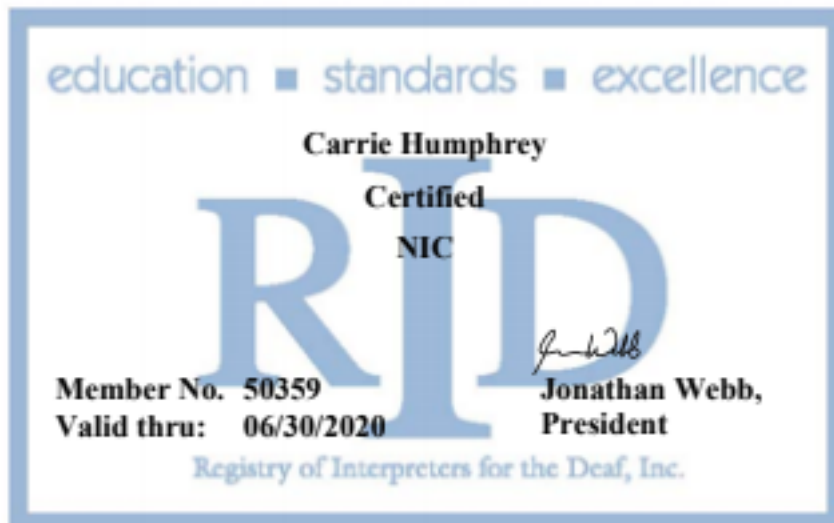 education ■ standards ■ excellence
Carrie Humphrey
Certified
NIC
RID
Member No. 50359
Valid thru: 06/30/2020
Jonathan Webb,
President
Registry of Interpreters for the Deaf, Inc.